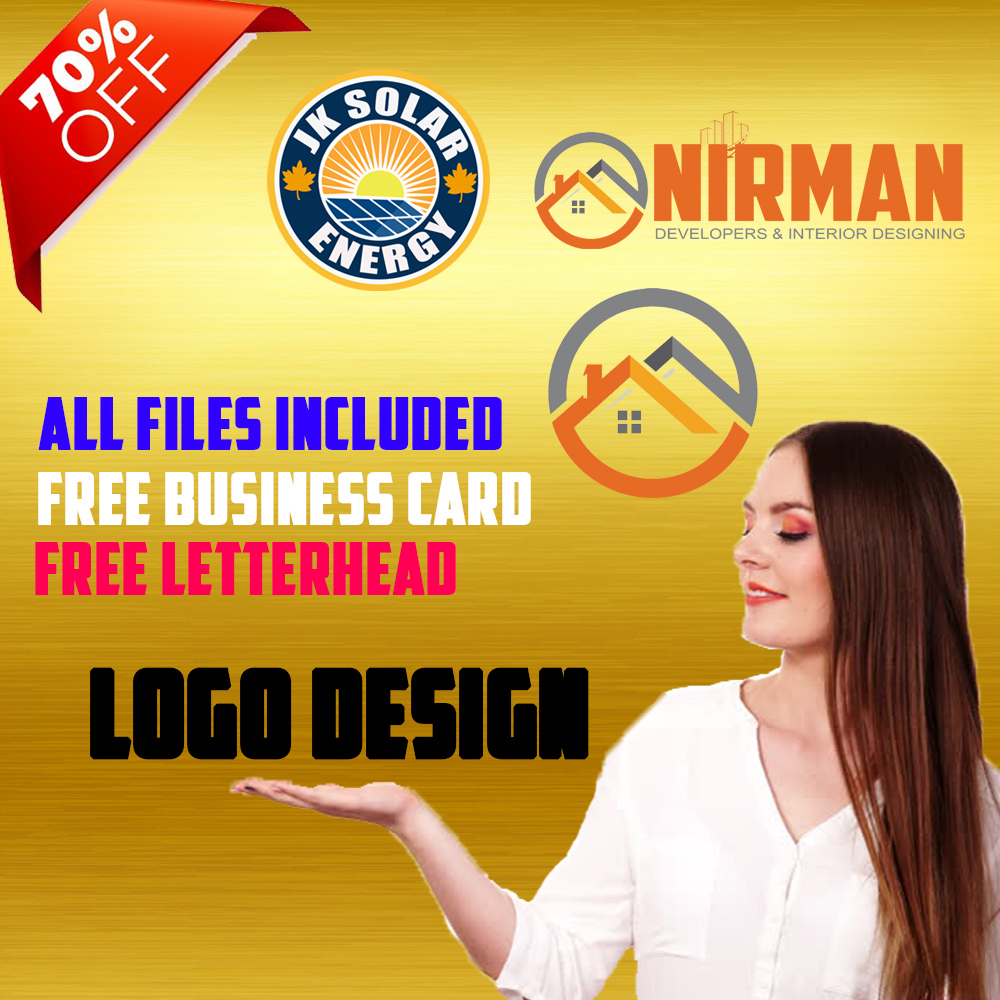 70%
OFF
JK SOLAR
ENERGY
NIRMAN
DEVELOPERS & INTERIOR DESIGNING
ALL FILES INCLUDED
FREE BUSINESS CARD
FREE LETTERHEAD
LOGO DESIGN